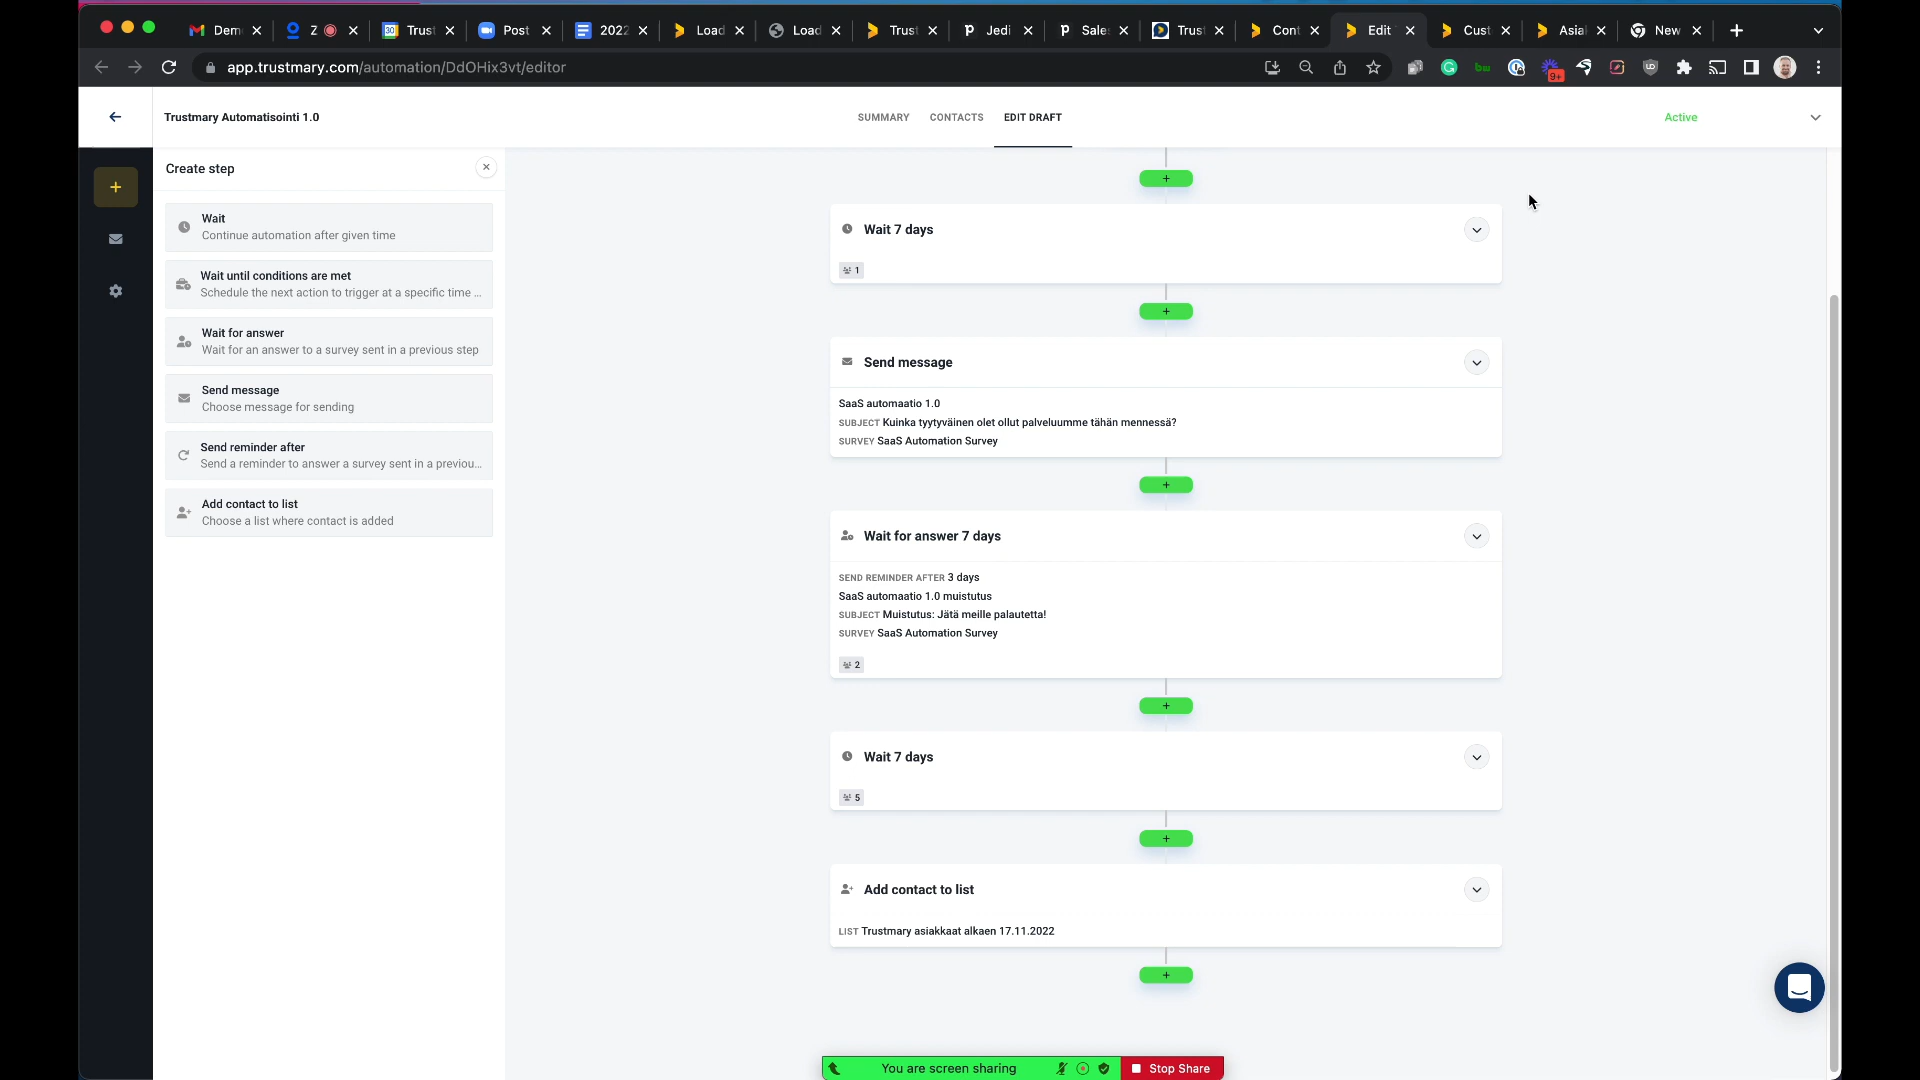 Dem
Z
Trust
Post
2022
Load
Load
Trust
Jedi
Sale
Trus
Cont
Edit
Cust
Asia
New
app.trustmary.com/automation/DdOHix3vt/editor
9+
Trustmary Automatisointi 1.0
SUMMARY
CONTACTS
EDIT DRAFT
Active
Create step
Wait
Continue automation after given time
Wait until conditions are met
Schedule the next action to trigger at a specific time ...
Wait for answer
Wait for an answer to a survey sent in a previous step
Send message
Choose message for sending
Send reminder after
Send a reminder to answer a survey sent in a previou...
Add contact to list
Choose a list where contact is added
+
Wait 7 days
1
+
Send message
SaaS automaatio 1.0
SUBJECT Kuinka tyytyväinen olet ollut palveluumme tähän mennessä?
SURVEY SaaS Automation Survey
+
Wait for answer 7 days
SEND REMINDER AFTER 3 days
SaaS automaatio 1.0 muistutus
SUBJECT Muistutus: Jätä meille palautetta!
SURVEY SaaS Automation Survey
2
+
Wait 7 days
5
+
Add contact to list
LIST Trustmary asiakkaat alkaen 17.11.2022
+
You are screen sharing
Stop Share